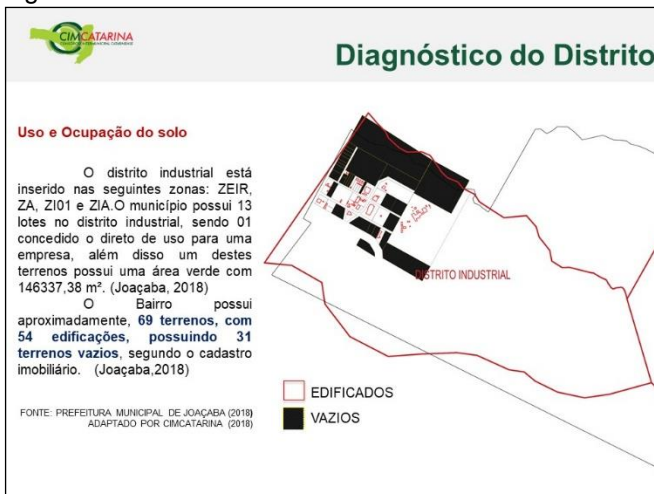 CIMCATARINA
Diagnóstico do Distrito
Uso e Ocupação do solo
O distrito industrial está
inserido nas seguintes zonas: ZEIR,
ZA, ZI01 e ZIA.O município possui 13
lotes no distrito industrial, sendo 01
concedido o direto de uso para uma
empresa, além disso um destes
terrenos possui uma área verde com
146337,38 m². (Joaçaba, 2018)
O Bairro possui
aproximadamente, 69 terrenos, com
54 edificações, possuindo 31
terrenos vazios, segundo o cadastro
imobiliário. (Joaçaba,2018)
FONTE: PREFEITURA MUNICIPAL DE JOAÇABA (2018)
ADAPTADO POR CIMCATARINA (2018)
DISTRITO INDUSTRIAL
EDIFICADOS
VAZIOS